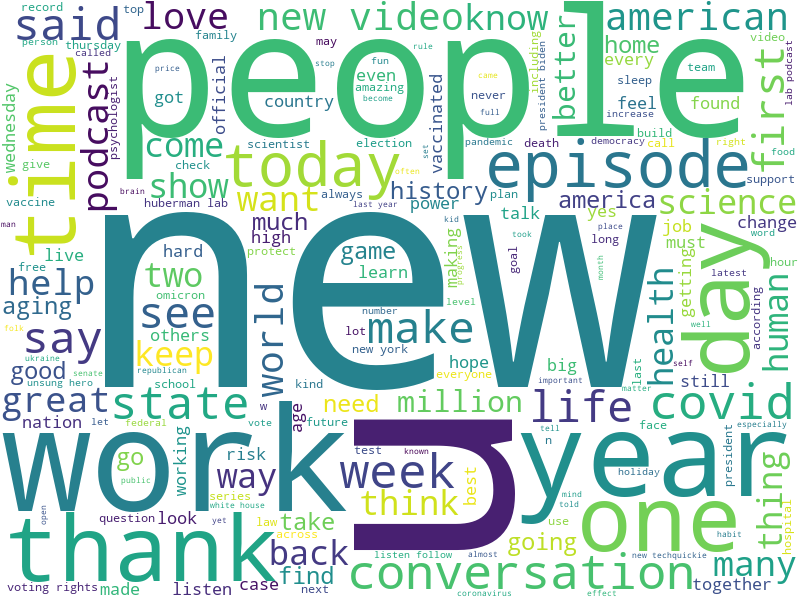 record
top
love
new video
know
american
said
person
thursday
family
may
fun
rule
people
including
home
every
video
called
price
stop
came
team
better
first
time
podcast
psychologist
got
official
country
even
amazing
become
never
full
president biden
feel
sleep
increase
found
lab podcast
wednesday
come
scientist
election
vaccinated
pandemic
death
democracy
build
call
right
food
give
check
today
set
episode
support
vaccine
brain
show
huberman lab
want
always
often
history
plan
america
science
man
last year
power
kid
talk
yes
job
change
much
took
place
long
must
word
live
hard
high
protect
game
learn
making
progress
goal
month
getting
day
latest
hour
free
two
new
world
level
according
well
human
help
omicron
see
number
make
health
aging
others
lot
folk
say
keep
new york
hope
big
last
self
ukraine
republican
everyone
important
still
good
senate
school
kind
matter
unsung hero
great
state
w
age
need
million
life
covid
nation
let
federal
vote
future
tell
n
face
president
especially
work
working
go
way
risk
test
known
week
best
year
holiday
thing
public
series
white house
think
mind
told
hospital
open
question
look
yet
law
across
take
use
one
habit
thank
back
listen follow
almost
going
new techquickie
many
voting rights
made
listen
case
next
find
conversation
coronavirus
effect
together